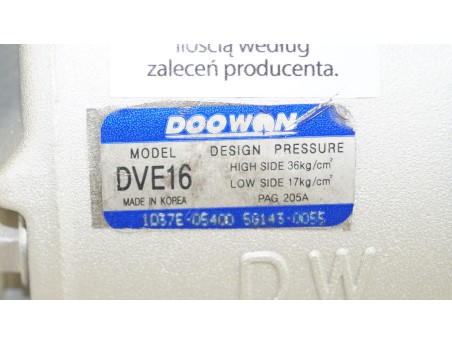 ilością według
zaleceń producenta.
DOOWON
MODEL DESIGN PRESSURE
DVE16 HIGH SIDE 36kg/cm²
LOW SIDE 17kg/cm²
MADE IN KOREA PAG 205A
1D37E-05400 5G143-0055
DW